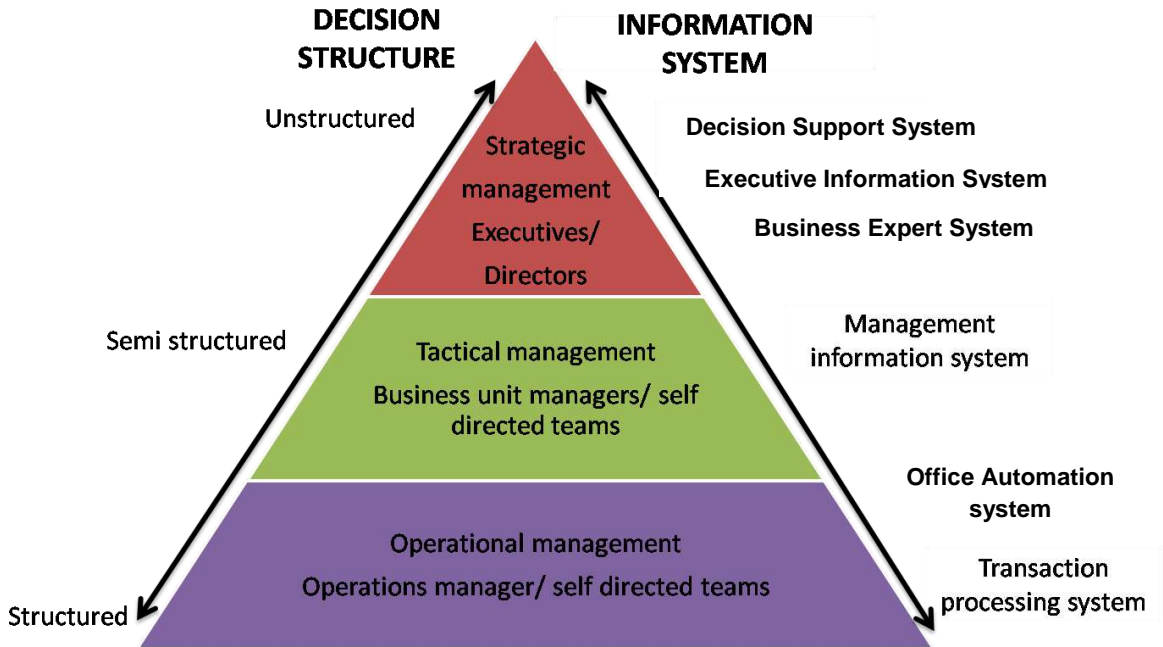 DECISION
STRUCTURE
INFORMATION
SYSTEM
Unstructured
Semi structured
Structured
Strategic
management
Executives/
Directors
Tactical management
Business unit managers/ self
directed teams
Operational management
Operations manager/ self directed teams
Decision Support System
Executive Information System
Business Expert System
Management
information system
Office Automation
system
Transaction
processing system